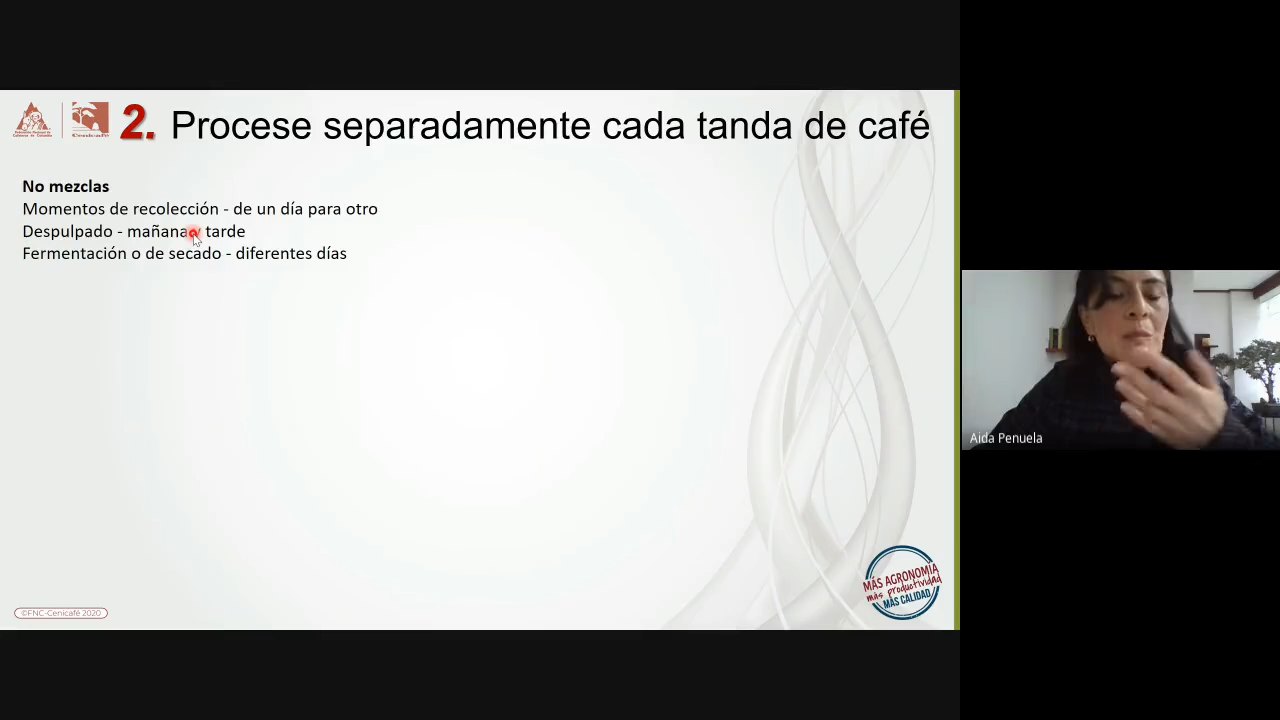 2. Procese separadamente cada tanda de café
No mezclas
Momentos de recolección - de un día para otro
Despulpado - mañana y tarde
Fermentación o de secado - diferentes días
Aida Penuela
MÁS AGRONOMÍA
más productividad
MÁS CALIDAD
©FNC-Cenicafé 2020